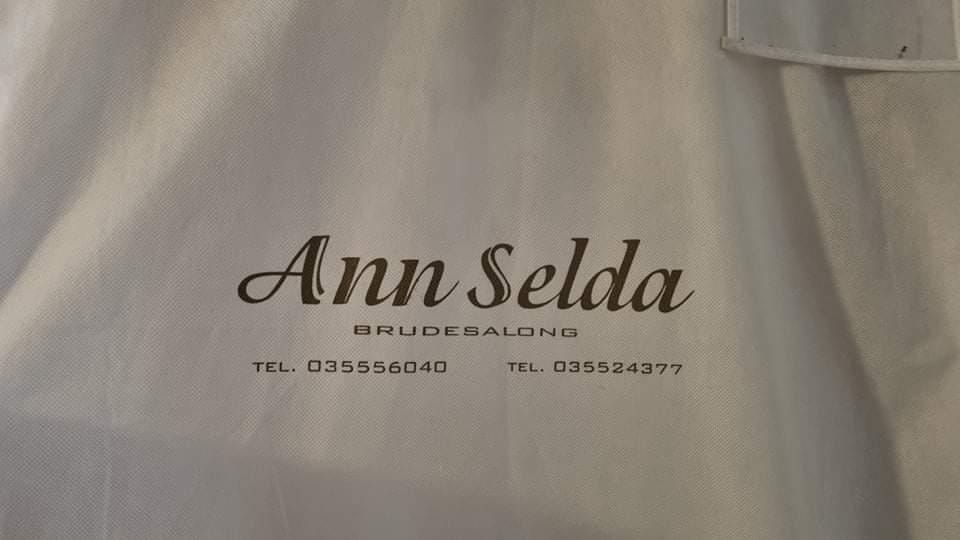 Ann Selda
BRUDESALONG
TEL. 035556040 TEL. 035524377